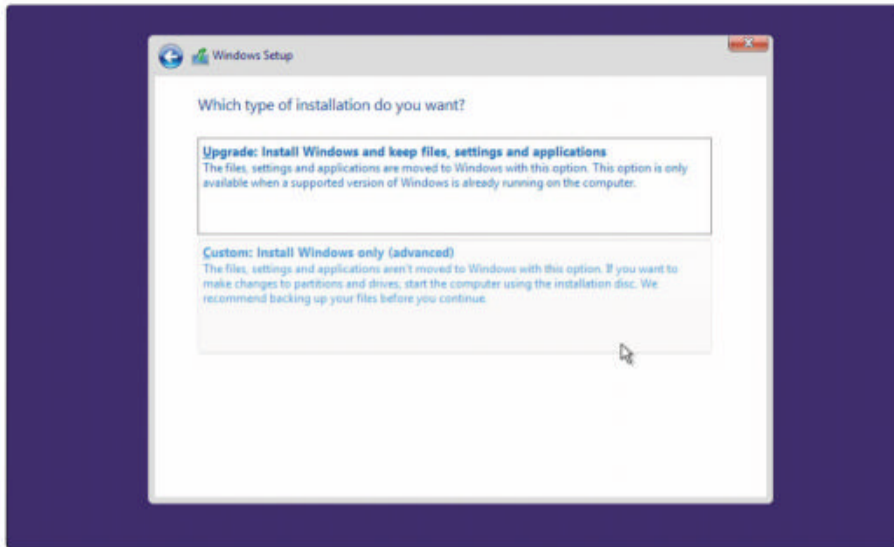 Windows Setup
Which type of installation do you want?
Upgrade: Install Windows and keep files, settings and applications
The files, settings and applications are moved to Windows with this option. This option is only
available when a supported version of Windows is already running on the computer.
Custom: Install Windows only (advanced)
The files, settings and applications aren't moved to Windows with this option. If you want to
make changes to partitions and drives, start the computer using the installation disc. We
recommend backing up your files before you continue.